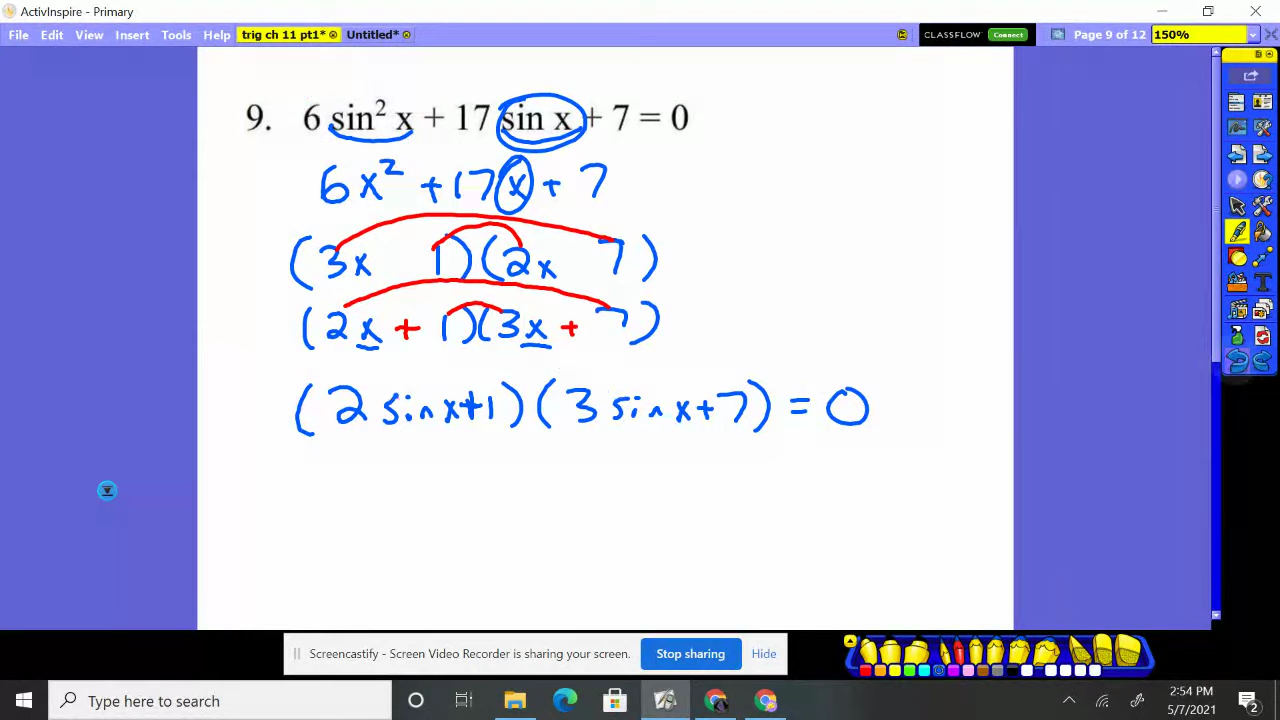 ActivInspire - Primary
File Edit View Insert Tools Help trig ch 11 pt1* Untitled* CLASSFLOW Connect Page 9 of 12 150%
9. 6 sin² x + 17 sin x + 7 = 0
6x² + 17x + 7
(3x 1)(2x 7)
(2x + 1)(3x + 7)
(2 sinx+1)(3 sinx+7) = 0
Screencastify - Screen Video Recorder is sharing your screen. Stop sharing Hide
Type here to search
2:54 PM
5/7/2021
2